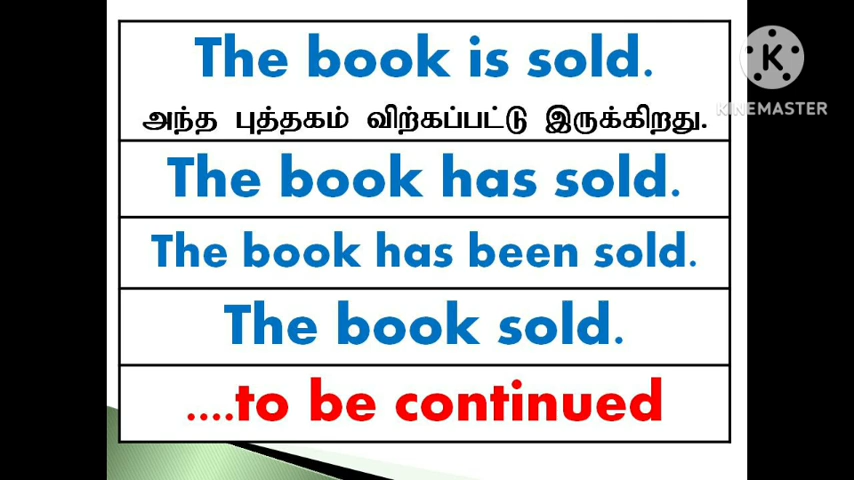 The book is sold.
அந்த புத்தகம் விற்கப்பட்டு இருக்கிறது.
The book has sold.
The book has been sold.
The book sold.
....to be continued
K
KINEMASTER